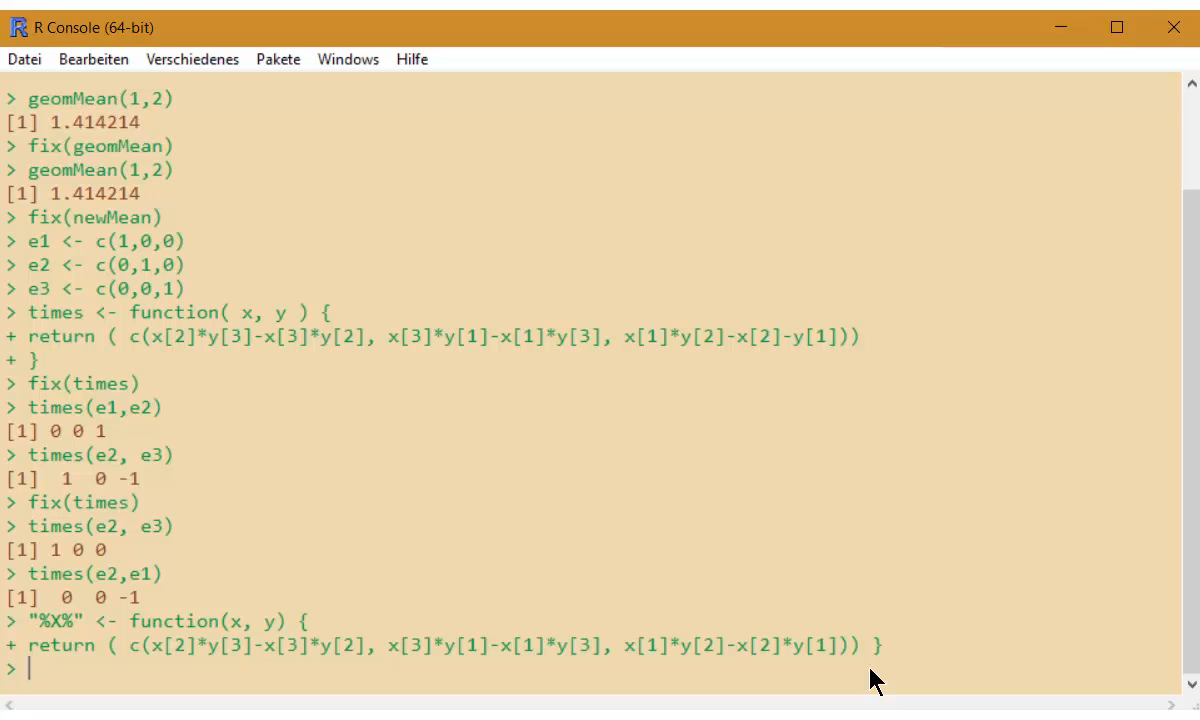 R Console (64-bit)
Datei Bearbeiten Verschiedenes Pakete Windows Hilfe
> geomMean(1,2)
[1] 1.414214
> fix(geomMean)
> geomMean(1,2)
[1] 1.414214
> fix(newMean)
> e1 <- c(1,0,0)
> e2 <- c(0,1,0)
> e3 <- c(0,0,1)
> times <- function( x, y ) {
+ return ( c(x[2]*y[3]-x[3]*y[2], x[3]*y[1]-x[1]*y[3], x[1]*y[2]-x[2]-y[1]))
+ }
> fix(times)
> times(e1,e2)
[1] 0 0 1
> times(e2, e3)
[1]  1  0 -1
> fix(times)
> times(e2, e3)
[1] 1 0 0
> times(e2,e1)
[1]  0  0 -1
> "%X%" <- function(x, y) {
+ return ( c(x[2]*y[3]-x[3]*y[2], x[3]*y[1]-x[1]*y[3], x[1]*y[2]-x[2]*y[1])) }
>